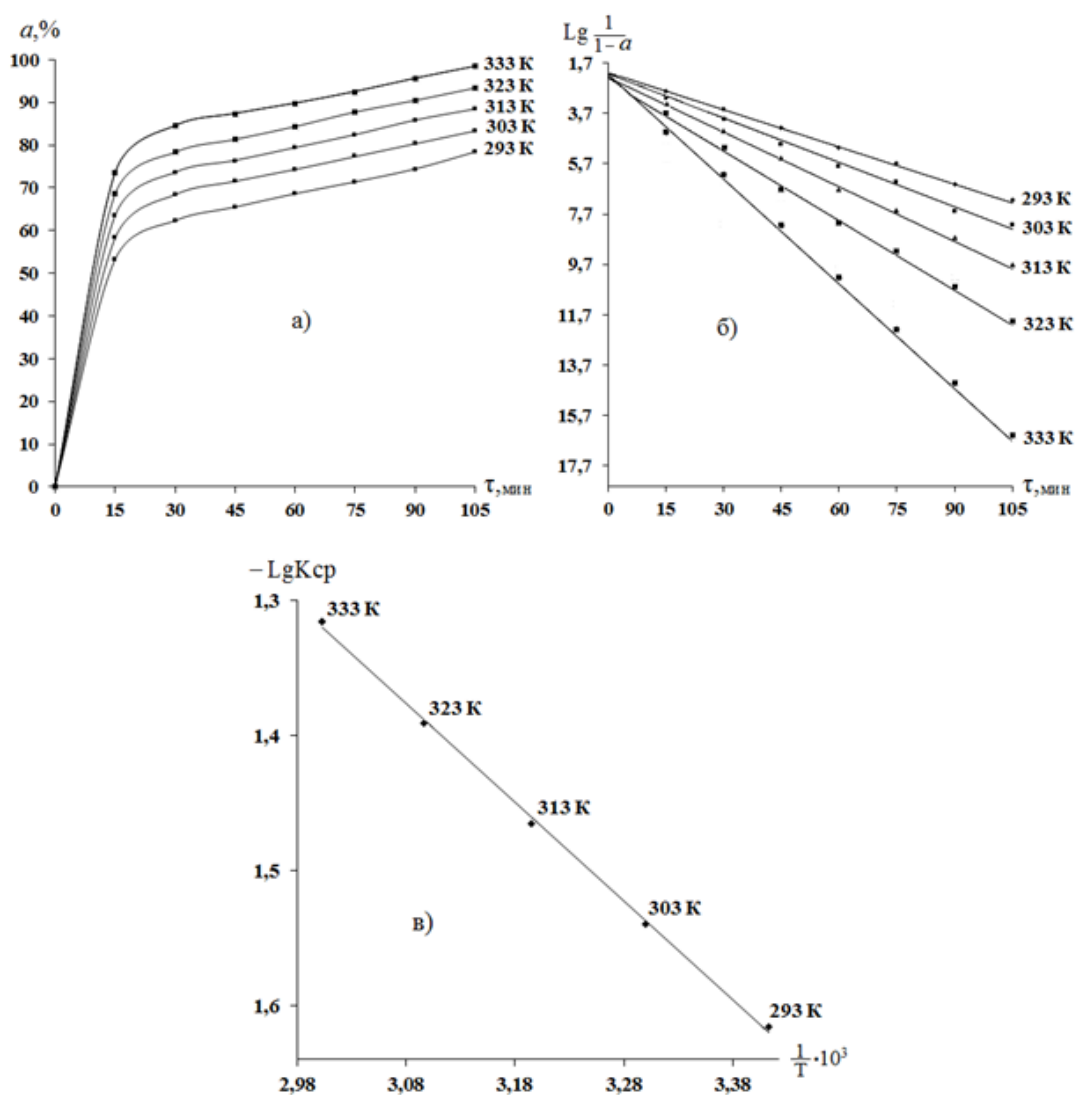 a,%
100
90
80
70
60
50
40
30
20
10
0
0 15 30 45 60 75 90 105
τ,мин
333 К
323 К
313 К
303 К
293 К
а)
Lg 1/1−a
1,7
3,7
5,7
7,7
9,7
11,7
13,7
15,7
17,7
0 15 30 45 60 75 90 105
τ,мин
293 К
303 К
313 К
323 К
333 К
б)
−LgKср
1,3
1,4
1,5
1,6
2,98 3,08 3,18 3,28 3,38
1/T •10³
333 К
323 К
313 К
303 К
293 К
в)